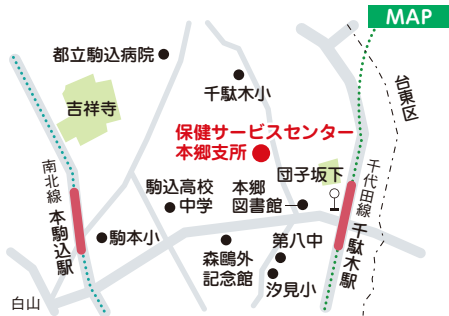 MAP
都立駒込病院
台東区
千駄木小
吉祥寺
保健サービスセンター
本郷支所
団子坂下
千代田線
千駄木駅
南北線
本駒込駅
駒込高校
中学
本郷
図書館
駒本小
森鷗外
記念館
第八中
汐見小
白山